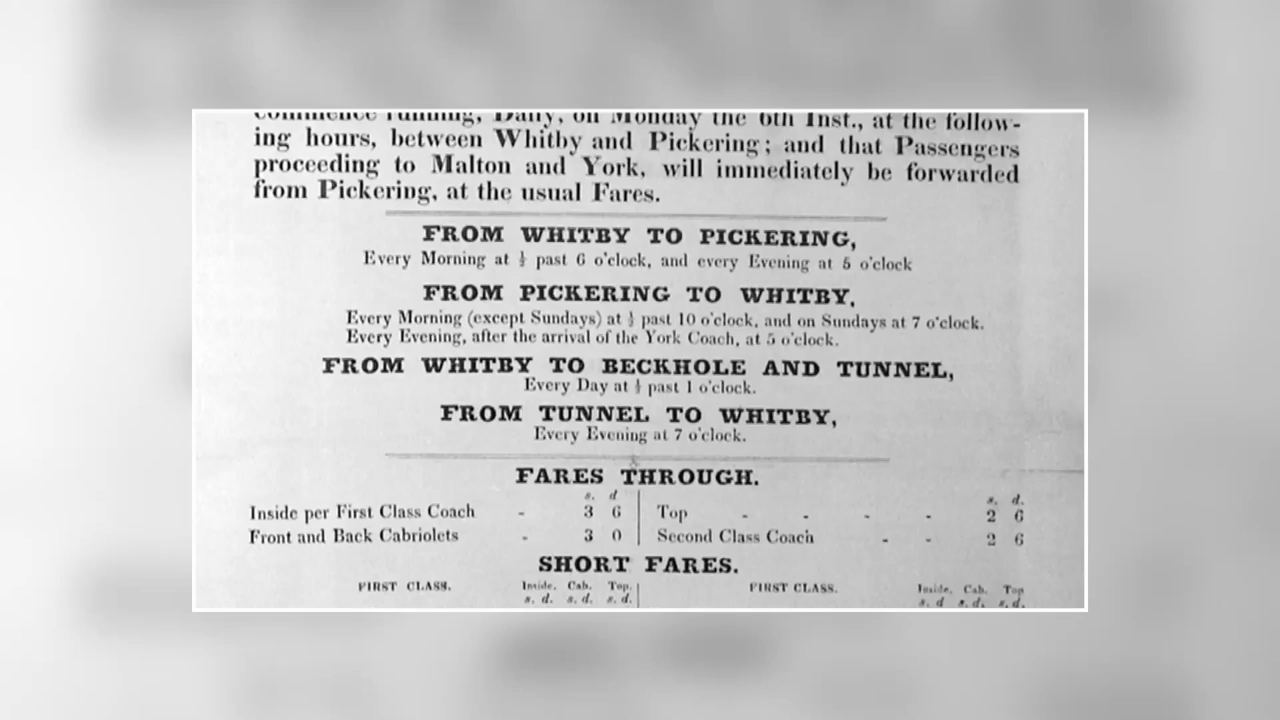 commence running, Daily, on Monday the 6th Inst., at the follow-
ing hours, between Whitby and Pickering; and that Passengers
proceeding to Malton and York, will immediately be forwarded
from Pickering, at the usual Fares.
FROM WHITBY TO PICKERING,
Every Morning at ½ past 6 o'clock, and every Evening at 5 o'clock
FROM PICKERING TO WHITBY,
Every Morning (except Sundays) at ½ past 10 o'clock, and on Sundays at 7 o'clock.
Every Evening, after the arrival of the York Coach, at 5 o'clock.
FROM WHITBY TO BECKHOLE AND TUNNEL,
Every Day at ½ past 1 o'clock.
FROM TUNNEL TO WHITBY,
Every Evening at 7 o'clock.
FARES THROUGH.
s. d s. d.
Inside per First Class Coach - 3 6 Top - - - - 2 6
Front and Back Cabriolets - 3 0 Second Class Coach - - 2 6
SHORT FARES.
FIRST CLASS. Inside. Cab. Top. FIRST CLASS. Inside. Cab. Top
s. d. s. d. s. d. s. d s. d. s. d.